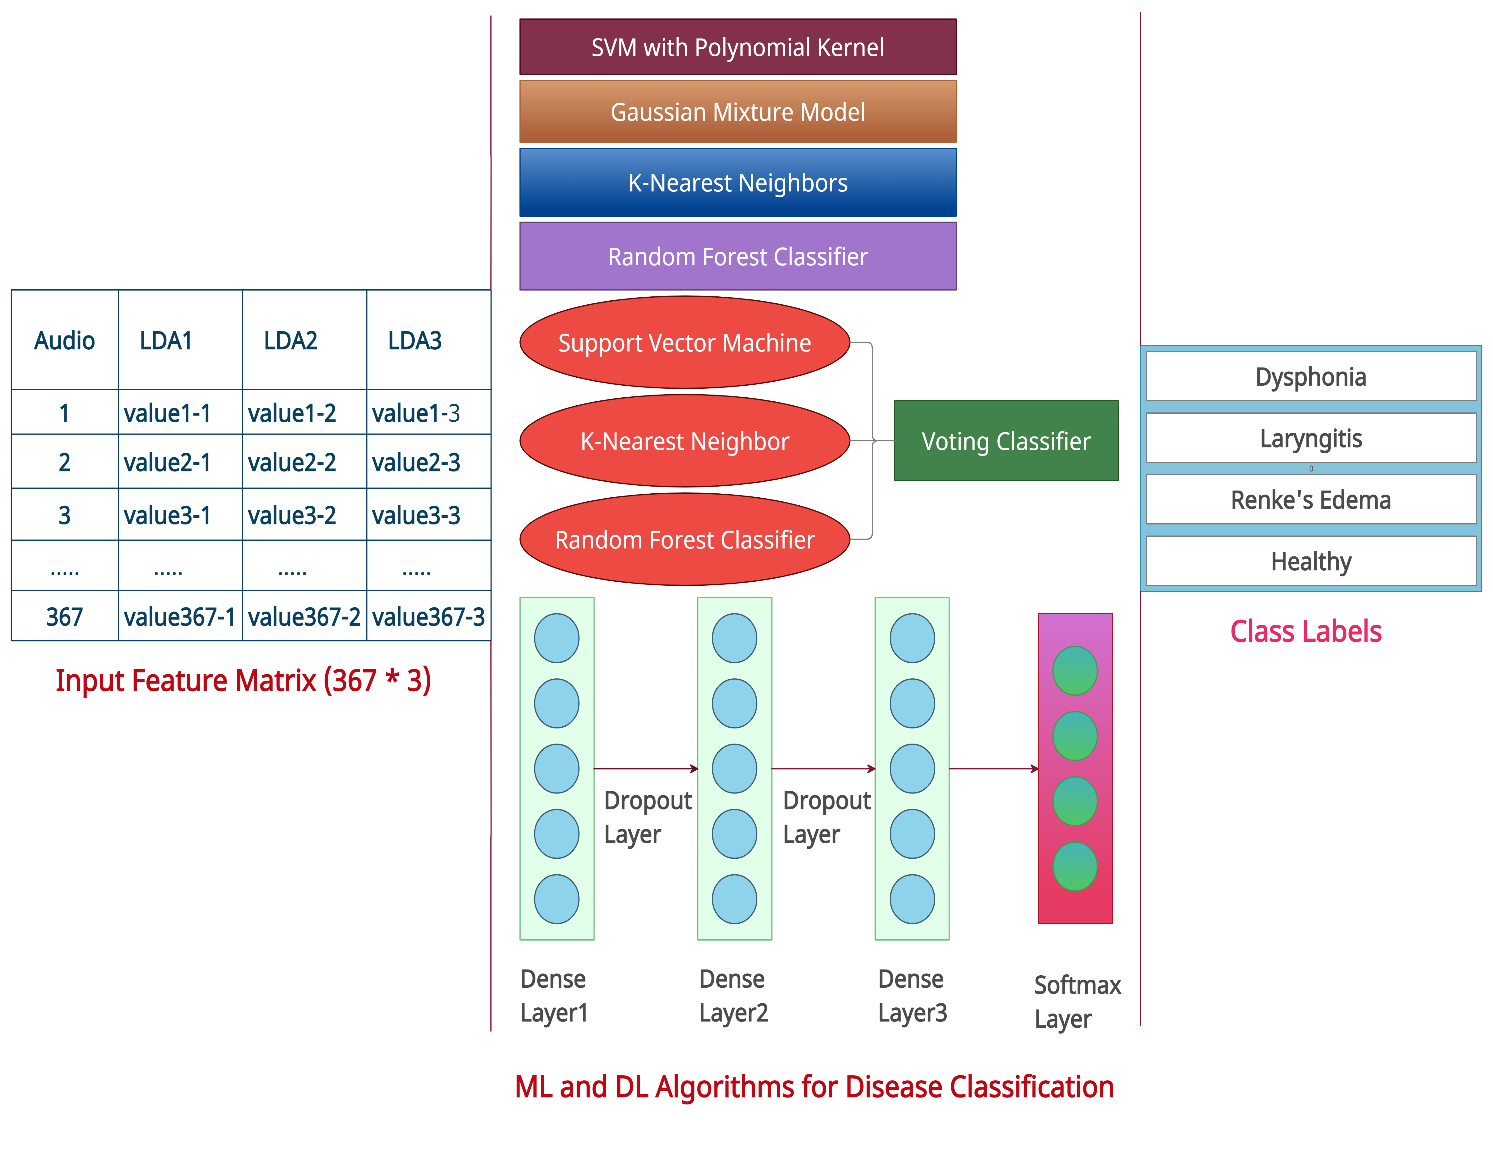 SVM with Polynomial Kernel
Gaussian Mixture Model
K-Nearest Neighbors
Random Forest Classifier
Audio LDA1 LDA2 LDA3
1 value1-1 value1-2 value1-3
2 value2-1 value2-2 value2-3
3 value3-1 value3-2 value3-3
..... ..... ..... .....
367 value367-1 value367-2 value367-3
Input Feature Matrix (367 * 3)
Support Vector Machine
K-Nearest Neighbor
Random Forest Classifier
Voting Classifier
Dropout
Layer
Dropout
Layer
Dense
Layer1
Dense
Layer2
Dense
Layer3
Softmax
Layer
ML and DL Algorithms for Disease Classification
Dysphonia
Laryngitis
Renke's Edema
Healthy
Class Labels